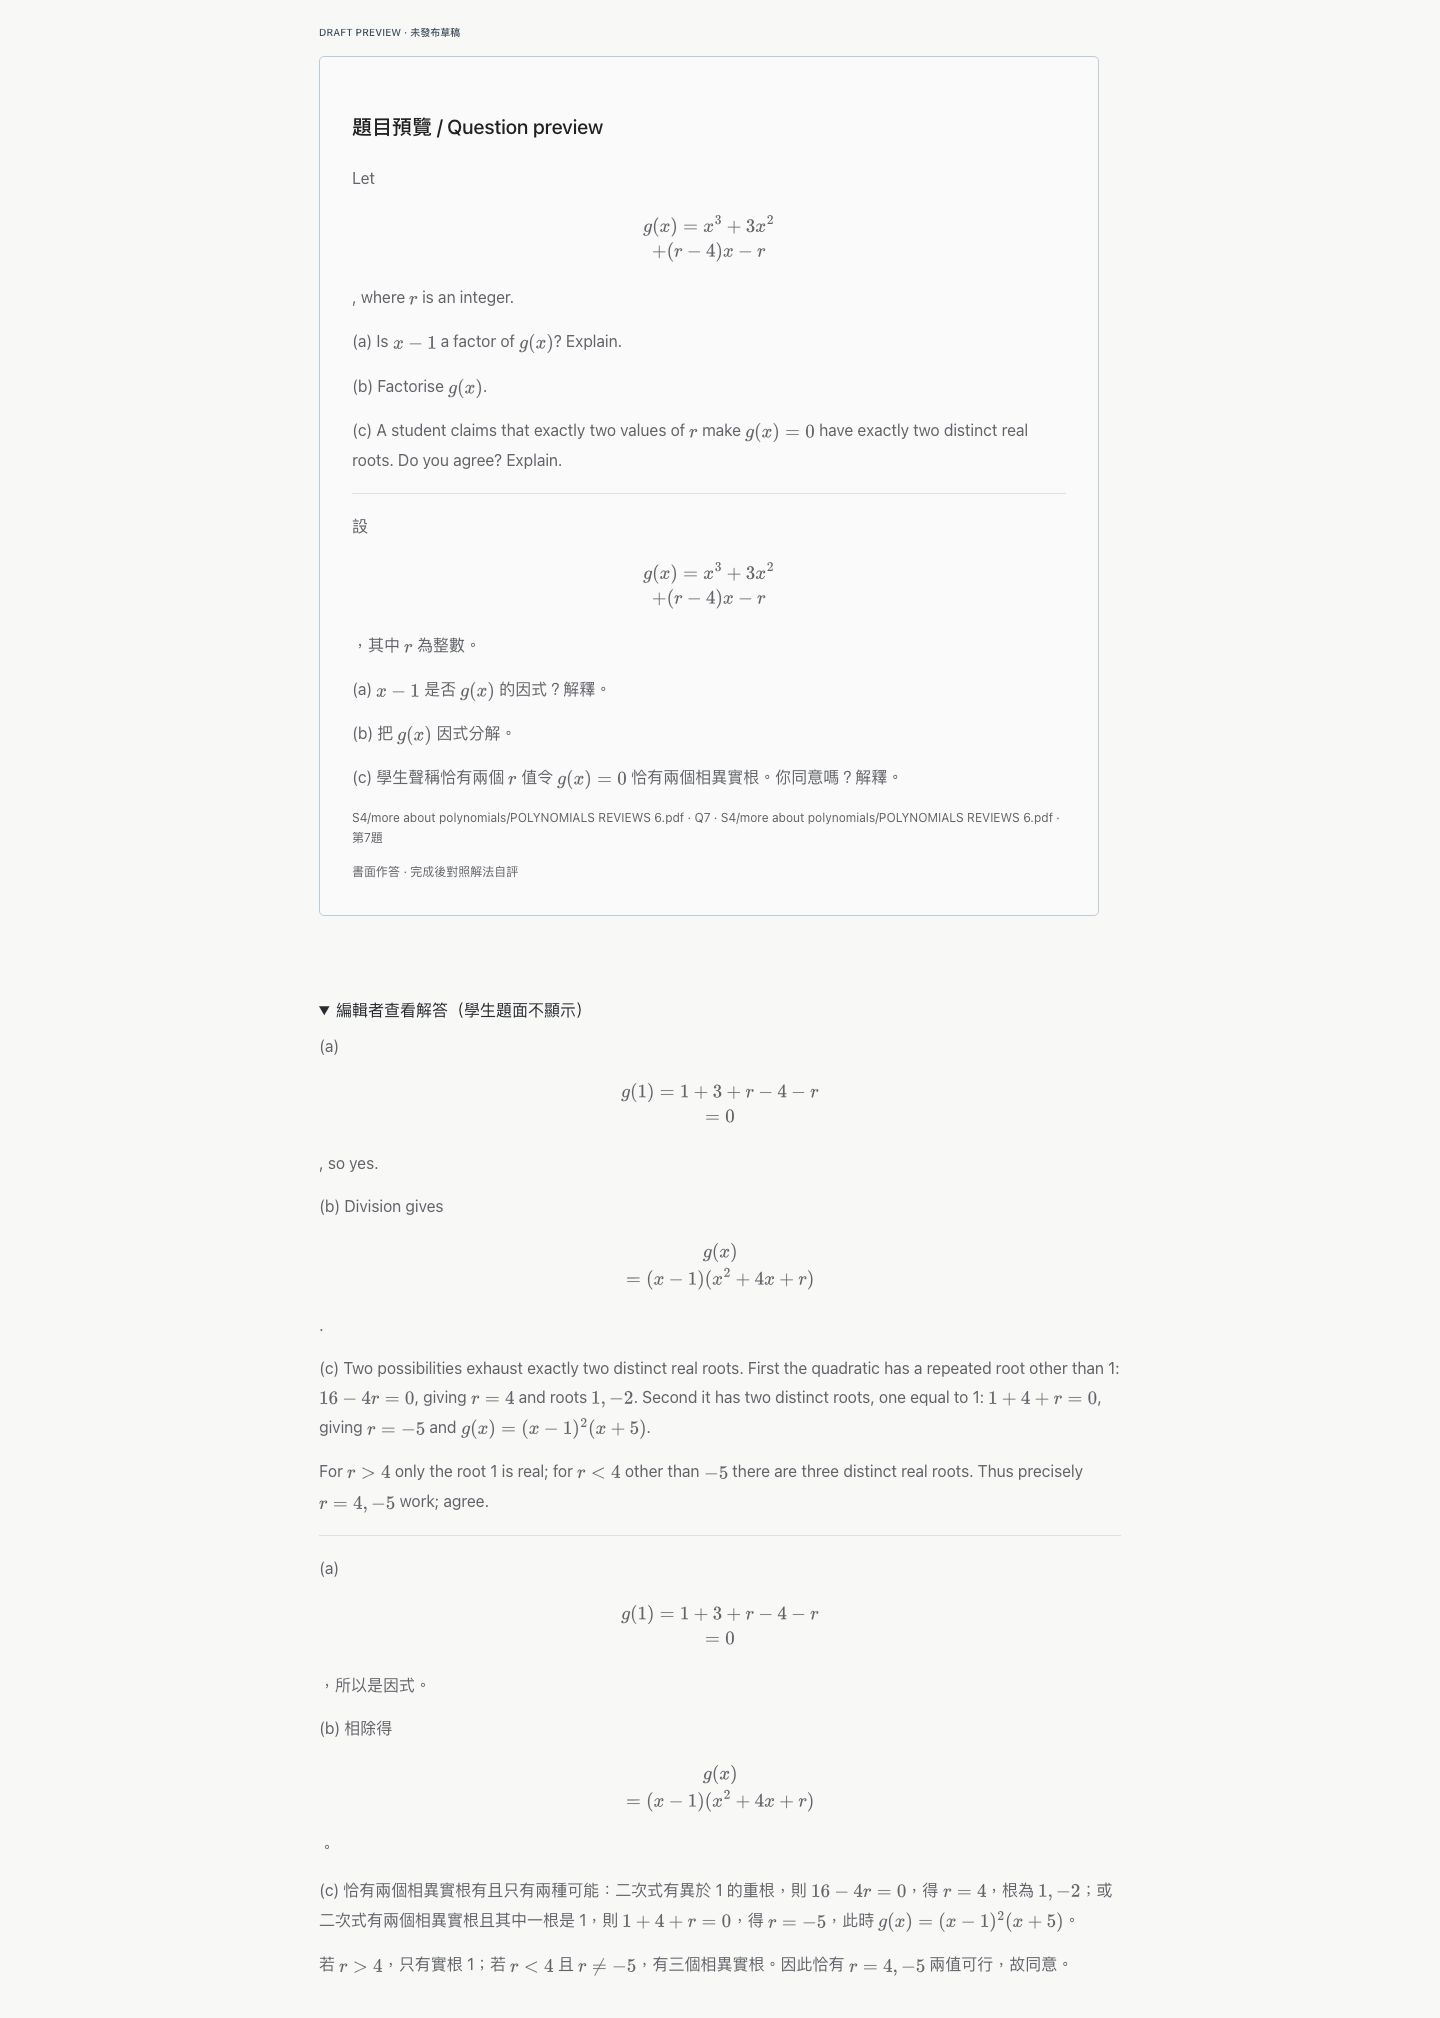 DRAFT PREVIEW · 未發布草稿
題目預覽 / Question preview
Let
g(x) = x³ + 3x²
+(r − 4)x − r
, where r is an integer.
(a) Is x − 1 a factor of g(x)? Explain.
(b) Factorise g(x).
(c) A student claims that exactly two values of r make g(x) = 0 have exactly two distinct real
roots. Do you agree? Explain.
設
g(x) = x³ + 3x²
+(r − 4)x − r
，其中 r 為整數。
(a) x − 1 是否 g(x) 的因式？解釋。
(b) 把 g(x) 因式分解。
(c) 學生聲稱恰有兩個 r 值令 g(x) = 0 恰有兩個相異實根。你同意嗎？解釋。
S4/more about polynomials/POLYNOMIALS REVIEWS 6.pdf · Q7 · S4/more about polynomials/POLYNOMIALS REVIEWS 6.pdf ·
第7題
書面作答 · 完成後對照解法自評
▼ 編輯者查看解答（學生題面不顯示）
(a)
g(1) = 1 + 3 + r − 4 − r
= 0
, so yes.
(b) Division gives
g(x)
= (x − 1)(x² + 4x + r)
.
(c) Two possibilities exhaust exactly two distinct real roots. First the quadratic has a repeated root other than 1:
16 − 4r = 0, giving r = 4 and roots 1, −2. Second it has two distinct roots, one equal to 1: 1 + 4 + r = 0,
giving r = −5 and g(x) = (x − 1)²(x + 5).
For r > 4 only the root 1 is real; for r < 4 other than −5 there are three distinct real roots. Thus precisely
r = 4, −5 work; agree.
(a)
g(1) = 1 + 3 + r − 4 − r
= 0
，所以是因式。
(b) 相除得
g(x)
= (x − 1)(x² + 4x + r)
。
(c) 恰有兩個相異實根有且只有兩種可能：二次式有異於 1 的重根，則 16 − 4r = 0，得 r = 4，根為 1, −2；或
二次式有兩個相異實根且其中一根是 1，則 1 + 4 + r = 0，得 r = −5，此時 g(x) = (x − 1)²(x + 5)。
若 r > 4，只有實根 1；若 r < 4 且 r ≠ −5，有三個相異實根。因此恰有 r = 4, −5 兩值可行，故同意。